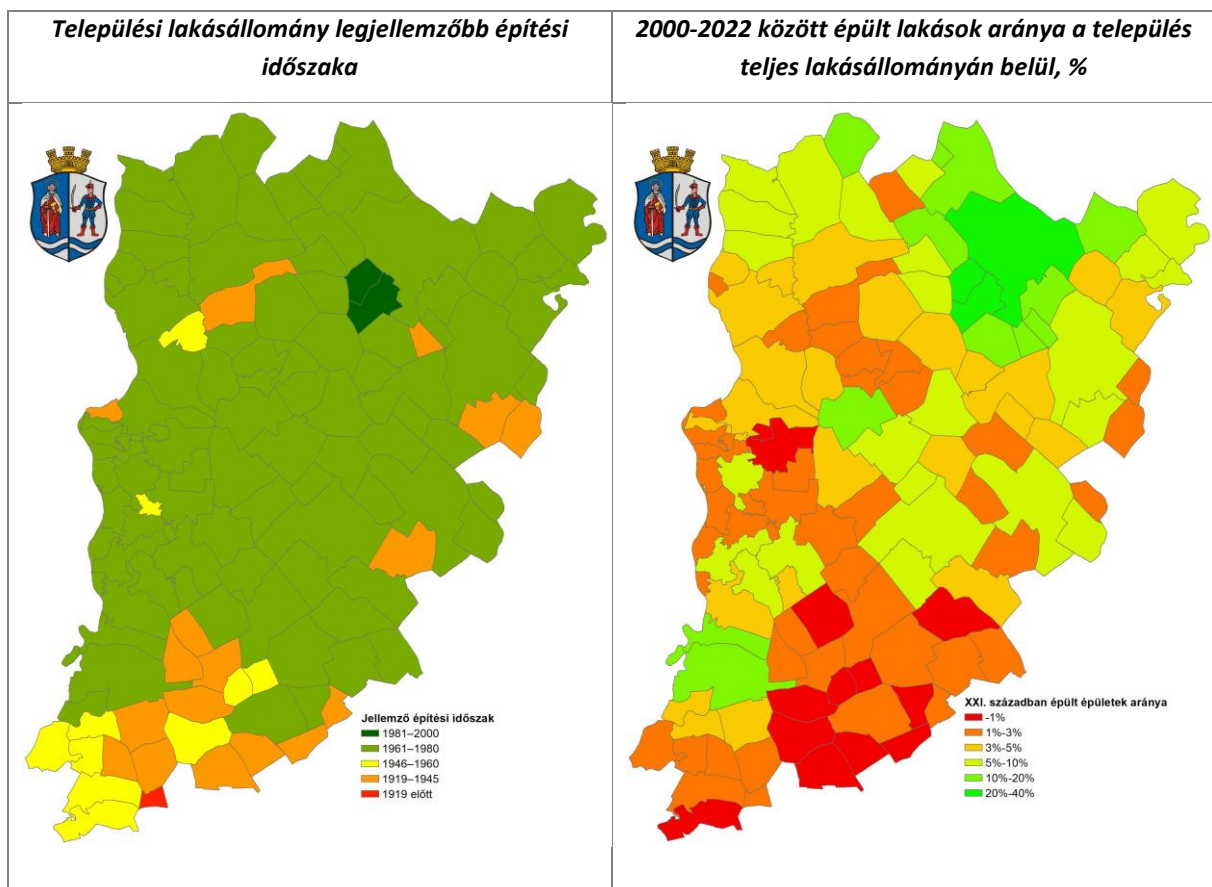 Települési lakásállomány legjellemzőbb építési
időszaka
2000-2022 között épült lakások aránya a település
teljes lakásállományán belül, %
Jellemző építési időszak
1981–2000
1961–1980
1946–1960
1919–1945
1919 előtt
XXI. században épült épületek aránya
-1%
1%-3%
3%-5%
5%-10%
10%-20%
20%-40%